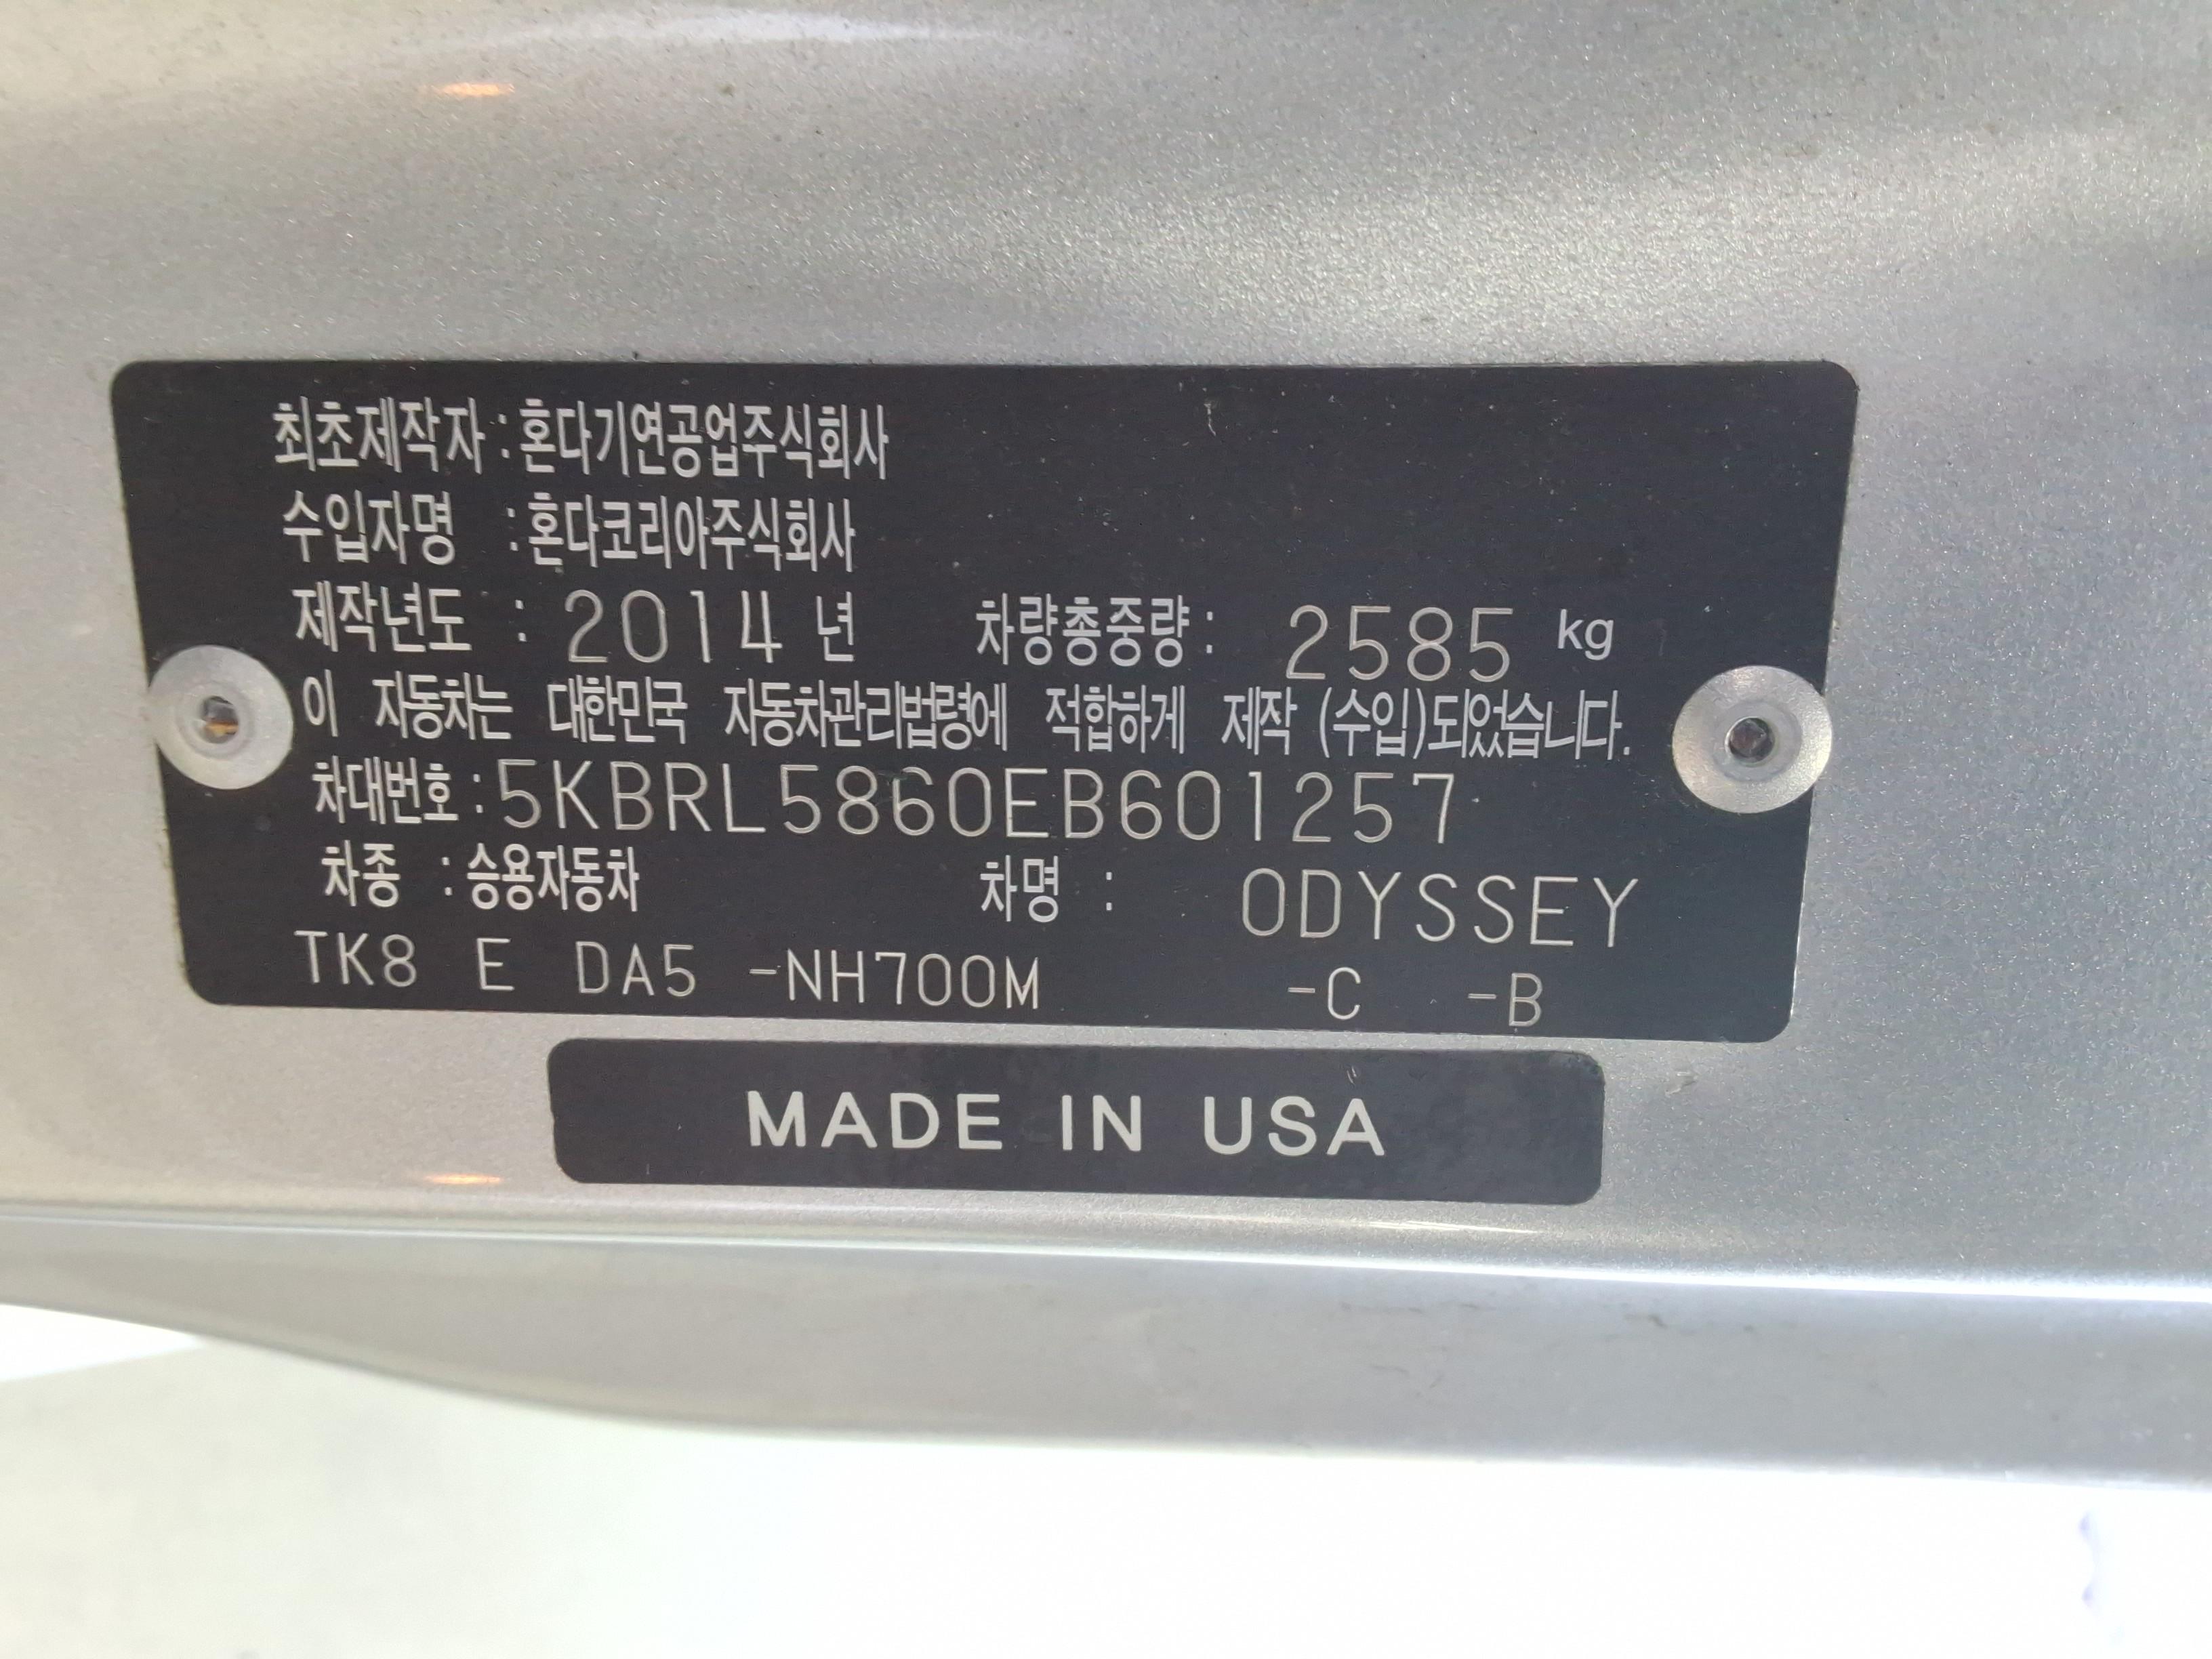 최초제작자 : 혼다기연공업주식회사
수입자명 : 혼다코리아주식회사
제작년도 : 2014 년 차량총중량 : 2585 kg
이 자동차는 대한민국 자동차관리법령에 적합하게 제작 (수입)되었습니다.
차대번호 : 5KBRL5860EB601257
차종 : 승용자동차 차명 : ODYSSEY
TK8 E DA5 -NH700M -C -B
MADE IN USA